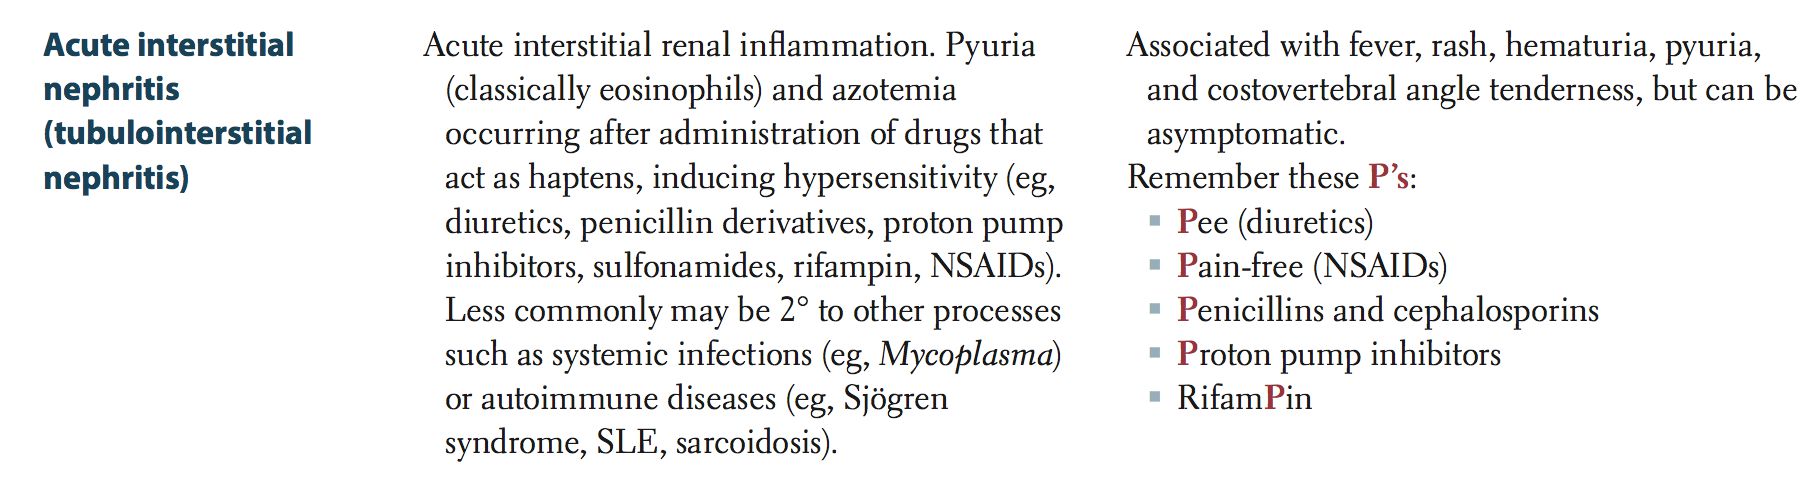 Acute interstitial
nephritis
(tubulointerstitial
nephritis)
Acute interstitial renal inflammation. Pyuria
(classically eosinophils) and azotemia
occurring after administration of drugs that
act as haptens, inducing hypersensitivity (eg,
diuretics, penicillin derivatives, proton pump
inhibitors, sulfonamides, rifampin, NSAIDs).
Less commonly may be 2° to other processes
such as systemic infections (eg, Mycoplasma)
or autoimmune diseases (eg, Sjögren
syndrome, SLE, sarcoidosis).
Associated with fever, rash, hematuria, pyuria,
and costovertebral angle tenderness, but can be
asymptomatic.
Remember these P’s:
▪ Pee (diuretics)
▪ Pain-free (NSAIDs)
▪ Penicillins and cephalosporins
▪ Proton pump inhibitors
▪ RifamPin